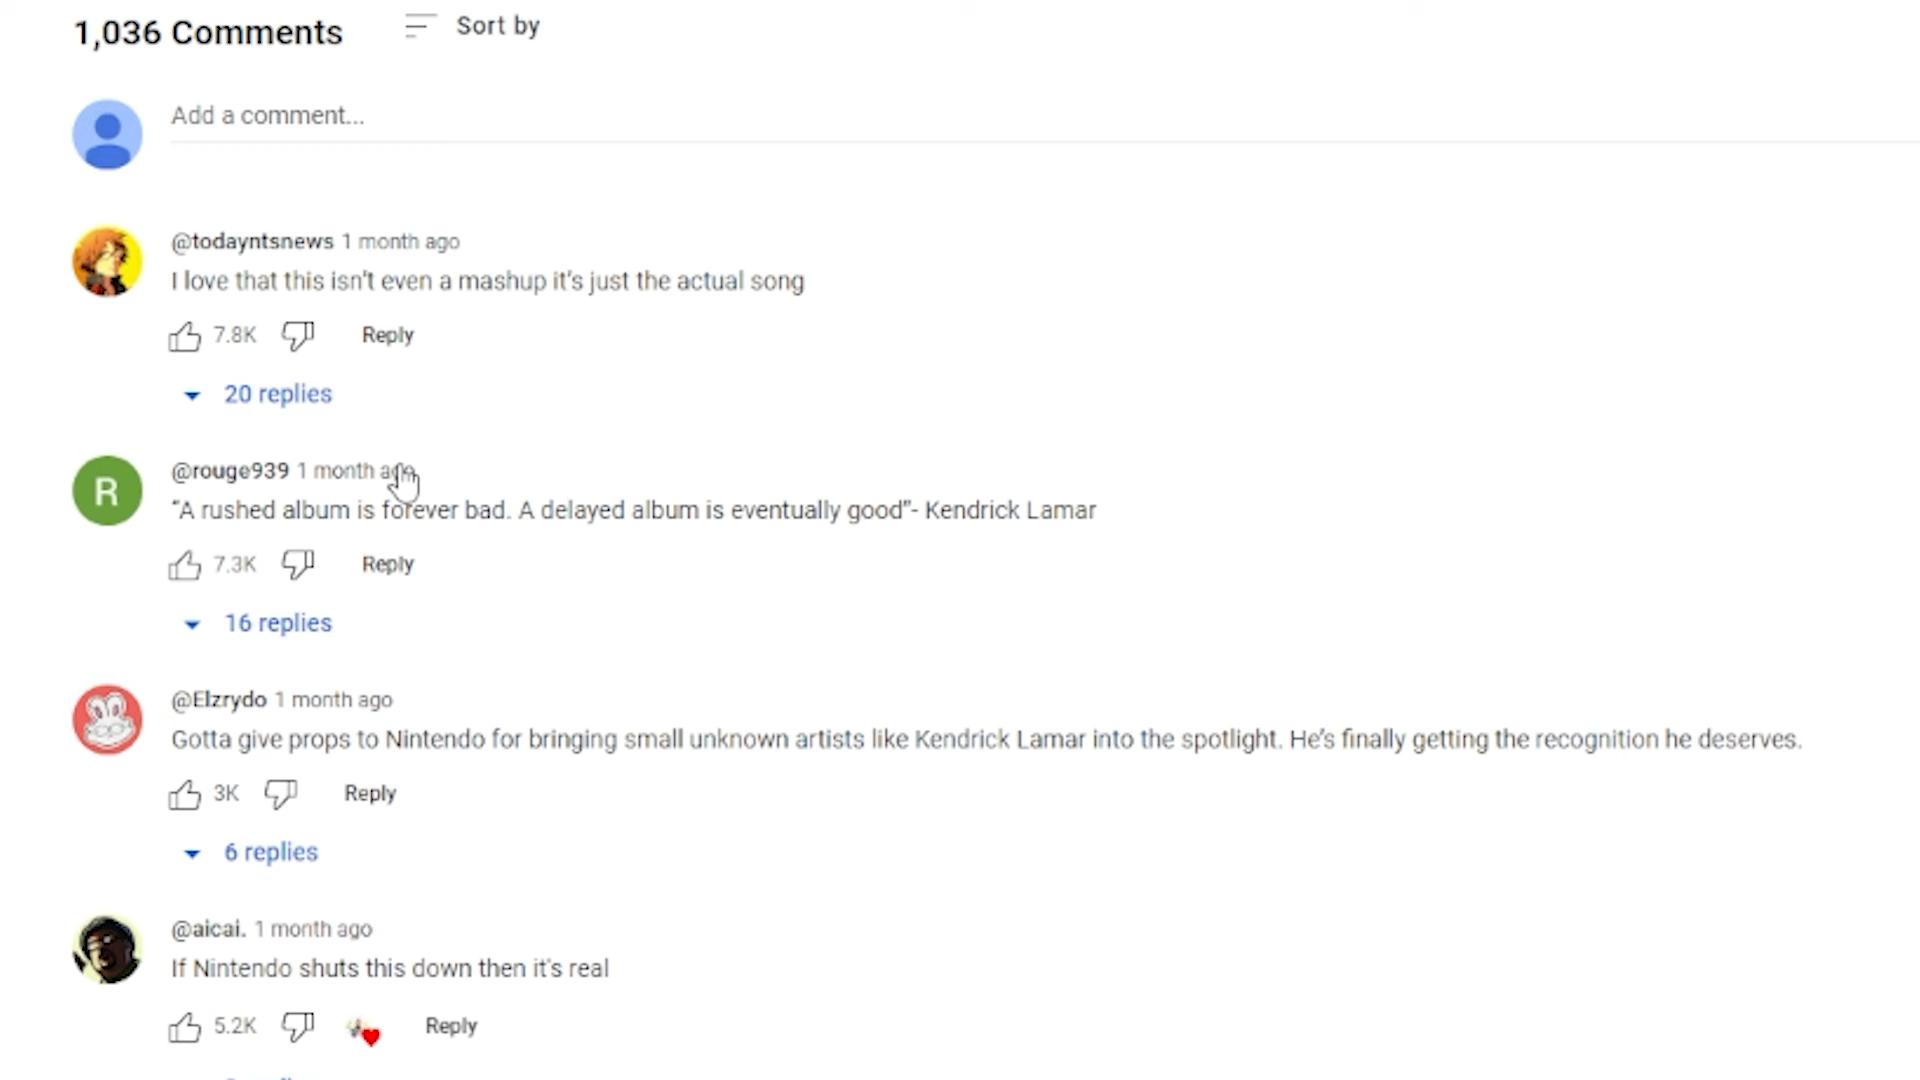 1,036 Comments
Sort by
Add a comment...
@todayntsnews 1 month ago
I love that this isn't even a mashup it's just the actual song
7.8K Reply
20 replies
R
@rouge939 1 month ago
"A rushed album is forever bad. A delayed album is eventually good"- Kendrick Lamar
7.3K Reply
16 replies
@Elzrydo 1 month ago
Gotta give props to Nintendo for bringing small unknown artists like Kendrick Lamar into the spotlight. He's finally getting the recognition he deserves.
3K Reply
6 replies
@aicai. 1 month ago
If Nintendo shuts this down then it's real
5.2K Reply